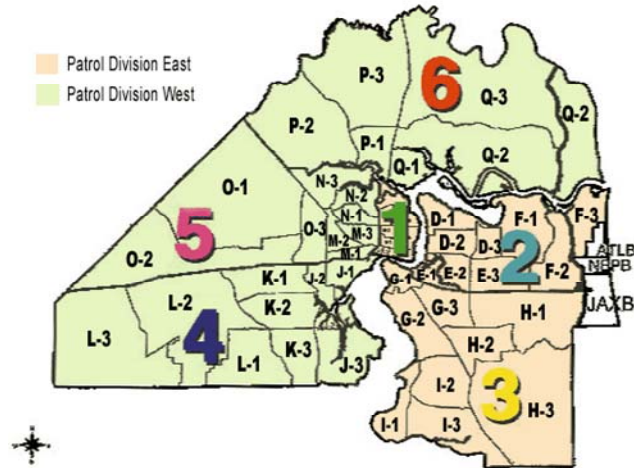 Patrol Division East
Patrol Division West
6
P-3
Q-3
Q-2
P-2
P-1
Q-1
Q-2
N-3
N-2
O-1
N-1
1
D-1
F-1
F-3
5
O-3
M-3
M-2
M-1
D-2
D-3
2
ATLB
O-2
K-1
J-2
J-1
G-1
E-1
E-2
E-3
F-2
NBPB
L-2
K-2
G-2
G-3
H-1
JAXB
L-3
4
L-1
K-3
J-3
H-2
I-2
3
H-3
I-1
I-3